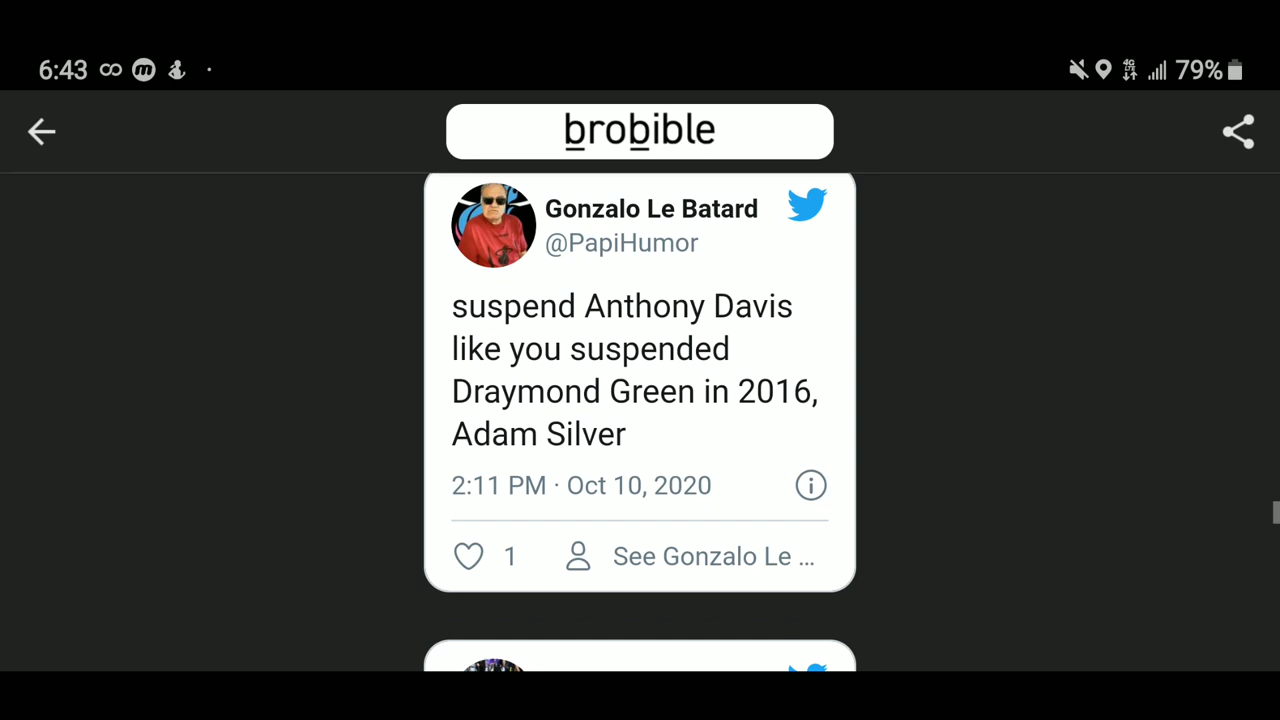 6:43
79%
brobible
Gonzalo Le Batard
@PapiHumor
suspend Anthony Davis
like you suspended
Draymond Green in 2016,
Adam Silver
2:11 PM · Oct 10, 2020
1 See Gonzalo Le ...